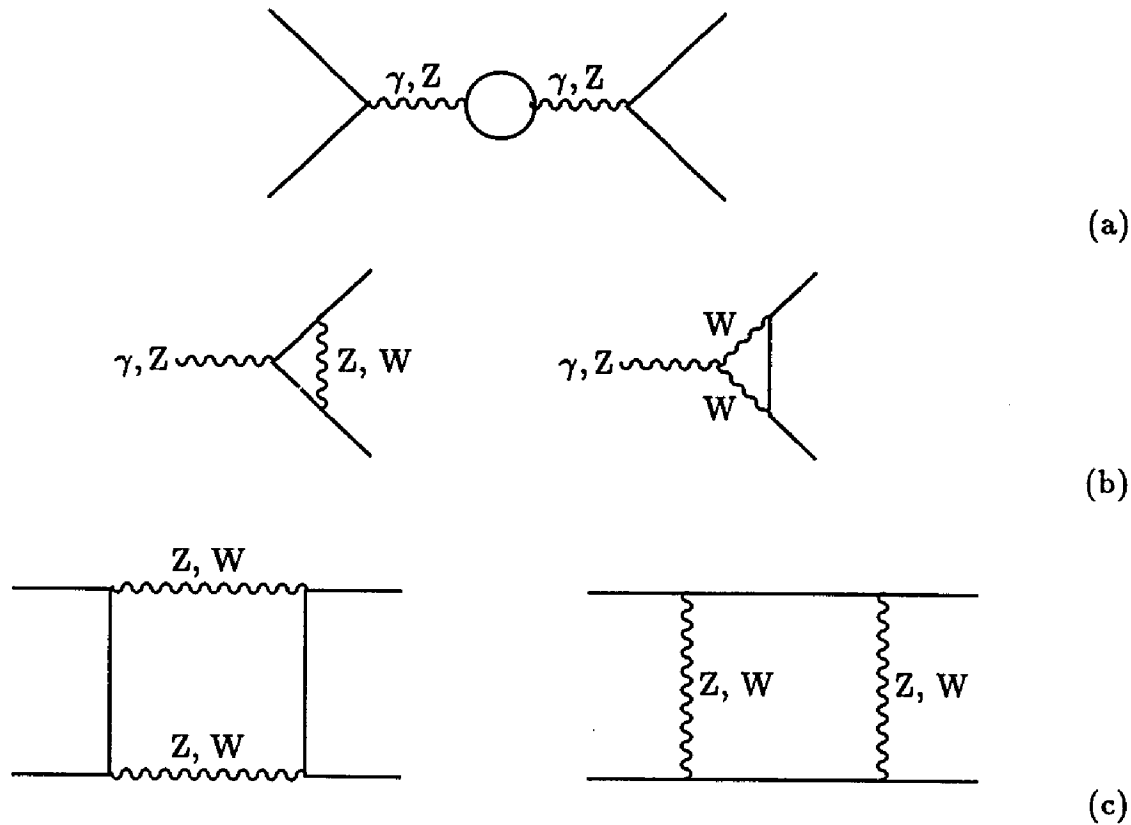 γ, Z
γ, Z
(a)
γ, Z
Z, W
γ, Z
W
W
(b)
Z, W
Z, W
Z, W
Z, W
(c)